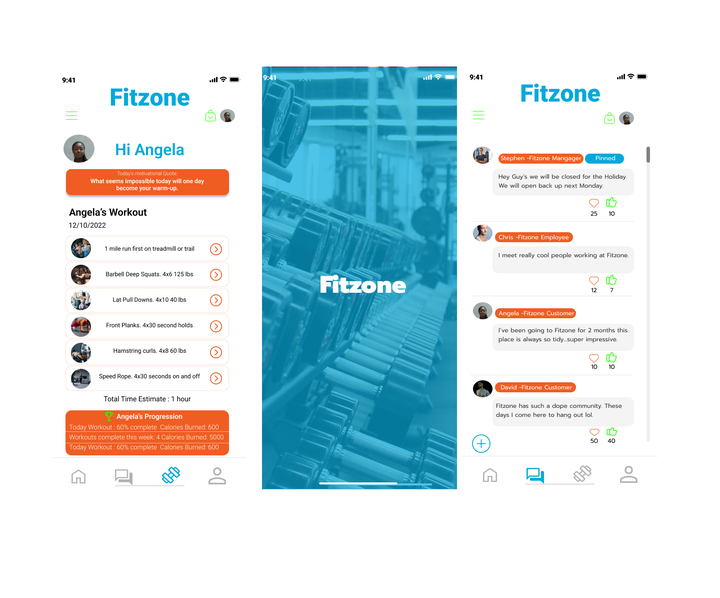 9:41
Fitzone
Hi Angela
Today's motivational Quote:
What seems impossible today will one day
become your warm-up.
Angela's Workout
12/10/2022
1 mile run first on treadmill or trail
Barbell Deep Squats. 4x6 125 lbs
Lat Pull Downs. 4x10 40 lbs
Front Planks. 4x30 second holds
Hamstring curls. 4x8 60 lbs
Speed Rope. 4x30 seconds on and off
Total Time Estimate : 1 hour
Angela's Progression
Today Workout : 60% complete Calories Burned: 600
Workouts complete this week: 4 Calories Burned: 5000
Today Workout : 60% complete Calories Burned: 600
9:41
Fitzone
9:41
Fitzone
Stephen -Fitzone Mangager
Pinned
Hey Guy's we will be closed for the Holiday.
We will open back up next Monday.
25 10
Chris -Fitzone Employee
I meet really cool people working at Fitzone.
12 7
Angela -Fitzone Customer
I've been going to Fitzone for 2 months this
place is always so tidy..super impressive.
10 10
David -Fitzone Customer
Fitzone has such a dope community. These
days I come here to hang out lol.
50 40